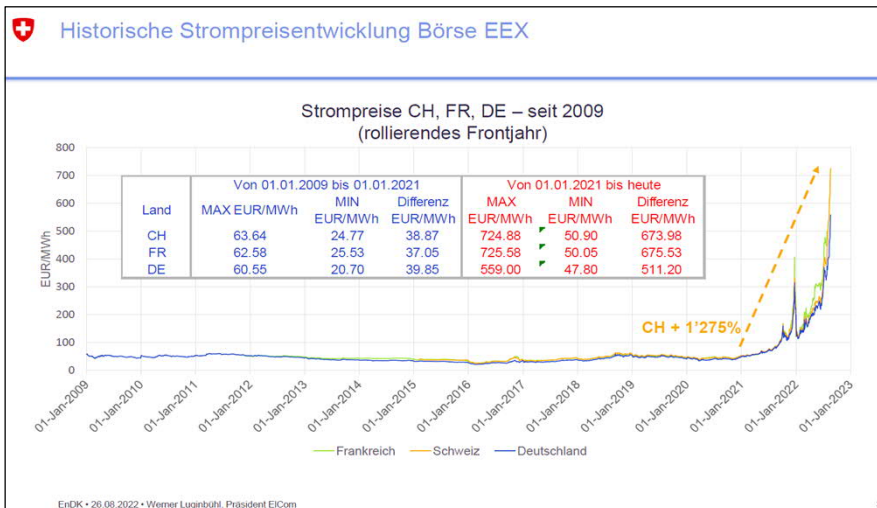 Historische Strompreisentwicklung Börse EEX
Strompreise CH, FR, DE – seit 2009
(rollierendes Frontjahr)
EUR/MWh
800
700
600
500
400
300
200
100
0
Von 01.01.2009 bis 01.01.2021 Von 01.01.2021 bis heute
Land MAX EUR/MWh MIN EUR/MWh Differenz EUR/MWh MAX EUR/MWh MIN EUR/MWh Differenz EUR/MWh
CH 63.64 24.77 38.87 724.88 50.90 673.98
FR 62.58 25.53 37.05 725.58 50.05 675.53
DE 60.55 20.70 39.85 559.00 47.80 511.20
CH + 1'275%
01-Jan-2009 01-Jan-2010 01-Jan-2011 01-Jan-2012 01-Jan-2013 01-Jan-2014 01-Jan-2015 01-Jan-2016 01-Jan-2017 01-Jan-2018 01-Jan-2019 01-Jan-2020 01-Jan-2021 01-Jan-2022 01-Jan-2023
Frankreich Schweiz Deutschland
EnDK • 26.08.2022 • Werner Luginbühl, Präsident ElCom